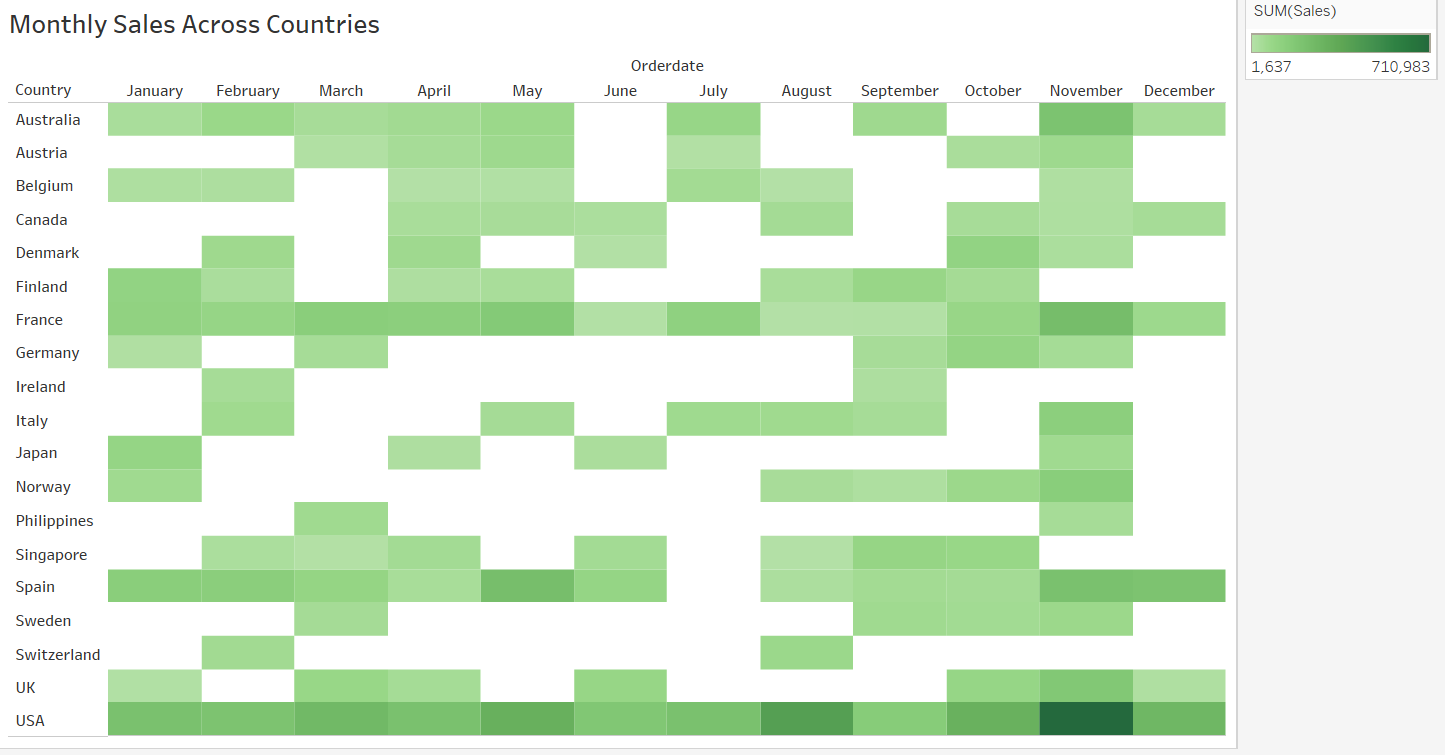 Monthly Sales Across Countries
SUM(Sales)
1,637 710,983
Orderdate
Country January February March April May June July August September October November December
Australia
Austria
Belgium
Canada
Denmark
Finland
France
Germany
Ireland
Italy
Japan
Norway
Philippines
Singapore
Spain
Sweden
Switzerland
UK
USA